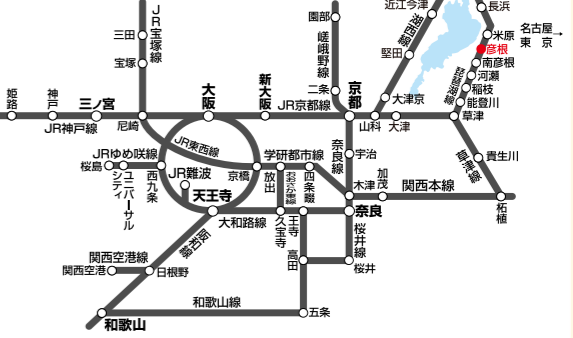 近江今津
長浜
JR宝塚線
園部
湖西線
米原
名古屋
東 京→
三田
嵯峨野線
彦根
堅田
南彦根
宝塚
河瀬
琵琶湖線
稲枝
能登川
姫路
神戸
三ノ宮
大阪
新大阪
二条
京都
大津京
JR神戸線
尼崎
JR京都線
山科
大津
草津
JR東西線
奈良線
宇治
草津線
貴生川
JRゆめ咲線
学研都市線
桜島
ユニバーサル
シティ
西九条
JR難波
京橋
放出
おおさか東線
四条畷
木津
加茂
関西本線
柘植
天王寺
大和路線
久宝寺
王寺
奈良
阪和線
桜井線
高田
桜井
関西空港線
関西空港
日根野
和歌山線
五条
和歌山